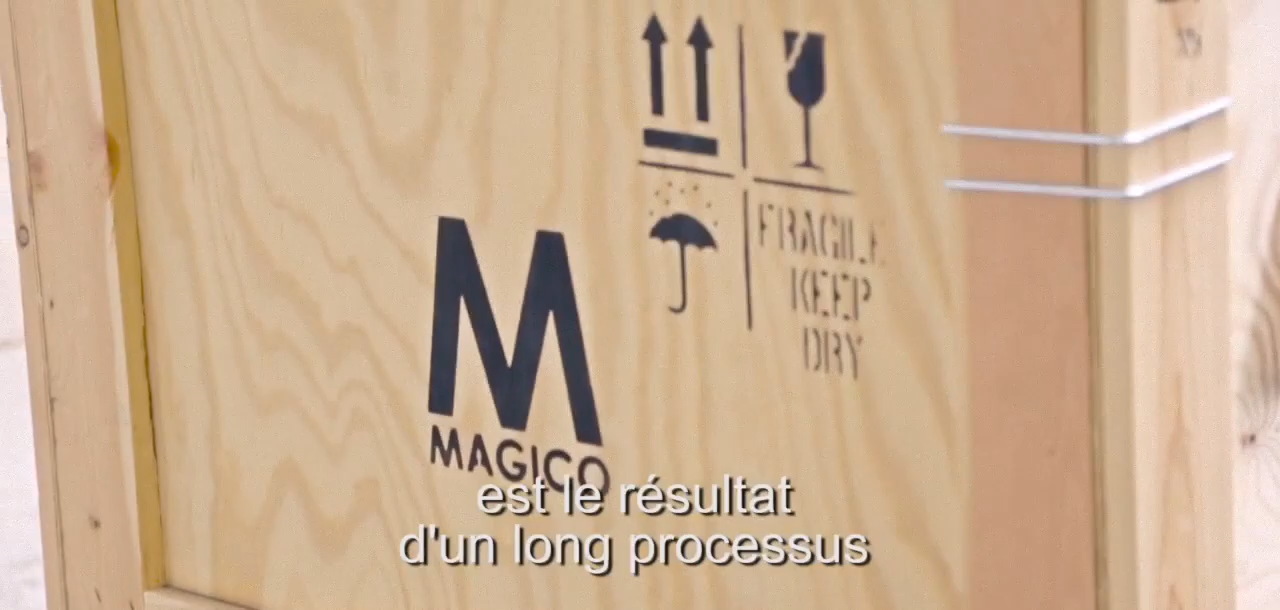 FRAGILE
KEEP
DRY
M
MAGICO
est le résultat
d'un long processus